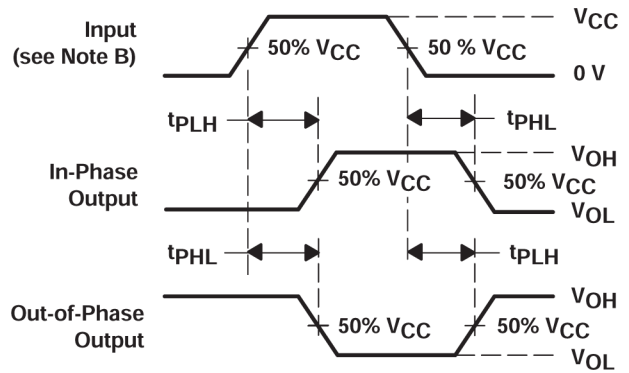 Input
(see Note B)
50% VCC
50 % VCC
VCC
0 V
tPLH
tPHL
In-Phase
Output
50% VCC
50% VCC
VOH
VOL
tPHL
tPLH
Out-of-Phase
Output
50% VCC
50% VCC
VOH
VOL